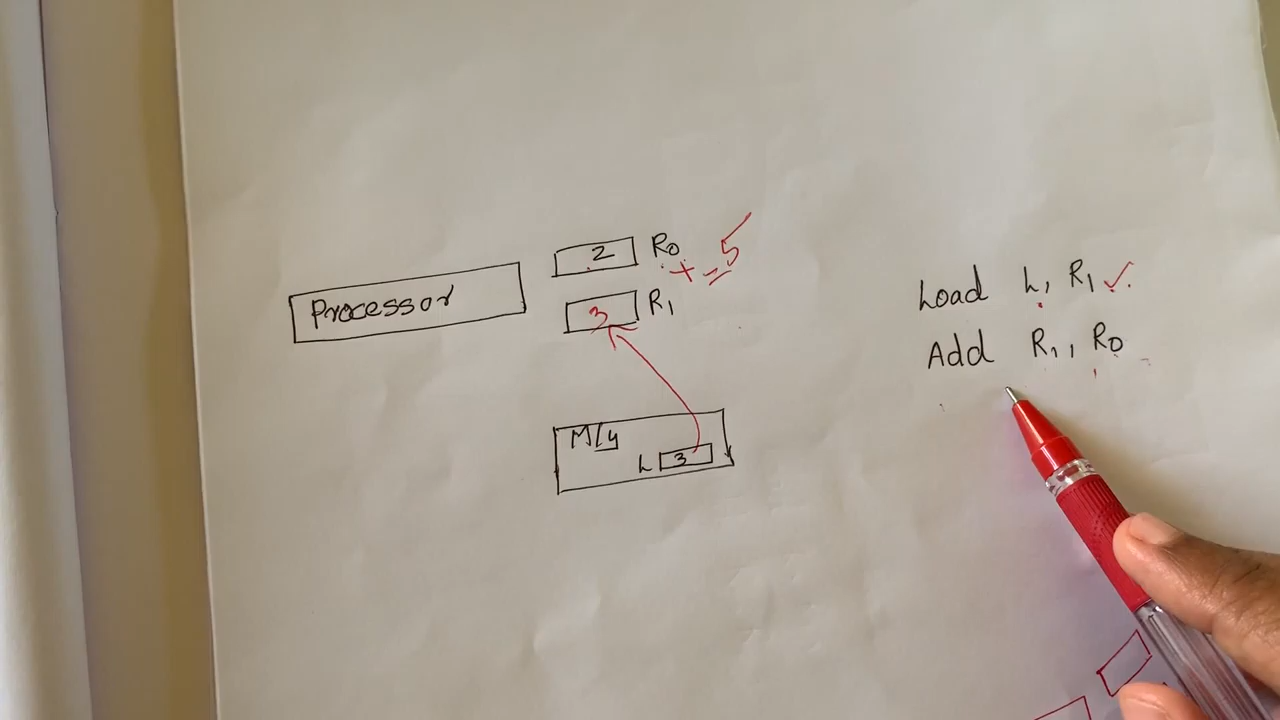 2 R0
+ = 5
Processor
3 R1
M/y
L 3
Load L, R1 ✓
Add R1, R0